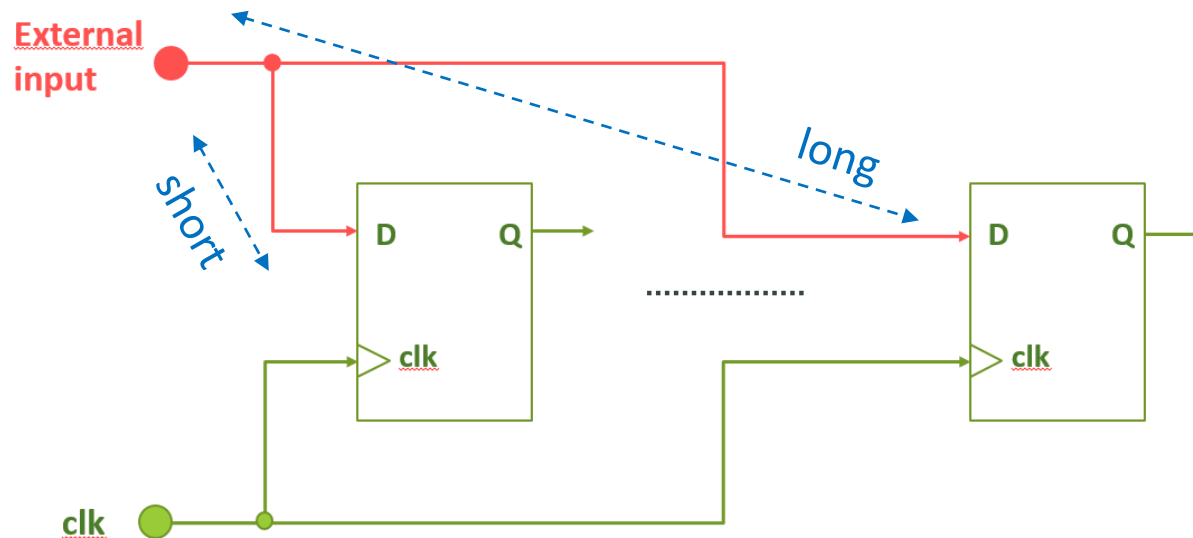 External
input
long
short
D
Q
D
Q
clk
clk
clk